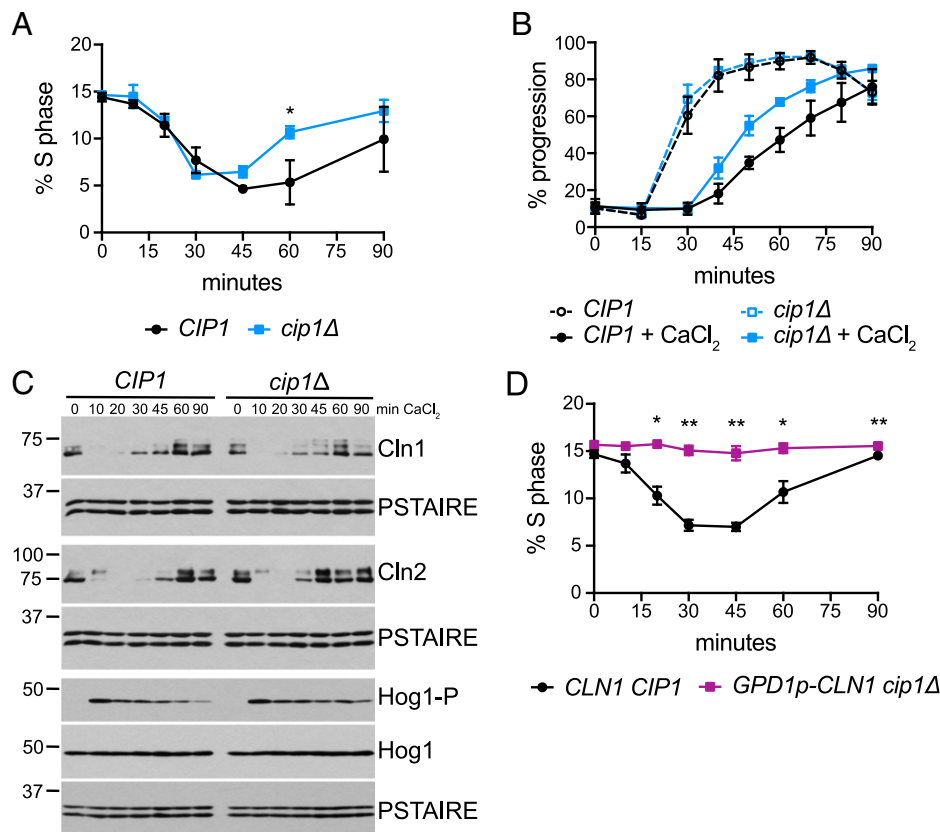 A
% S phase
20
15
10
5
0
0 15 30 45 60 75 90
*
minutes
CIP1 cip1Δ
B
% progression
100
80
60
40
20
0
0 15 30 45 60 75 90
minutes
CIP1 cip1Δ
CIP1 + CaCl₂ cip1Δ + CaCl₂
C
CIP1 cip1Δ
0 10 20 30 45 60 90 0 10 20 30 45 60 90 min CaCl₂
75
Cln1
37
PSTAIRE
100
75
Cln2
37
PSTAIRE
50
Hog1-P
50
Hog1
37
PSTAIRE
D
% S phase
20
15
10
5
0
* ** ** * **
0 15 30 45 60 75 90
minutes
CLN1 CIP1 GPD1p-CLN1 cip1Δ